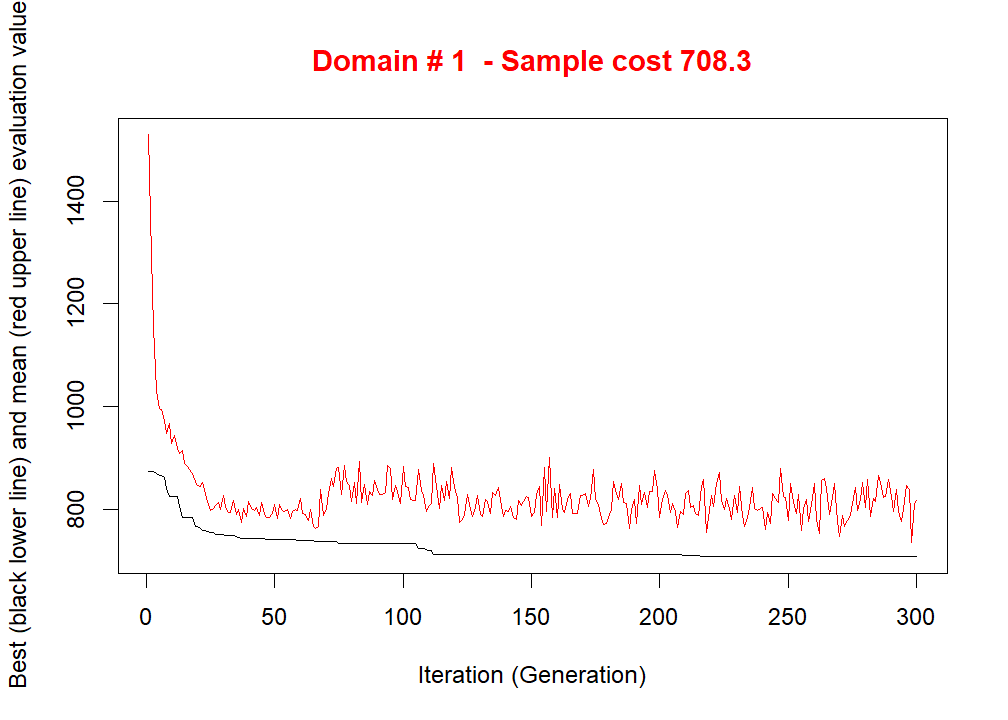 Domain # 1  - Sample cost 708.3
Best (black lower line) and mean (red upper line) evaluation value
1400
1200
1000
800
0 50 100 150 200 250 300
Iteration (Generation)